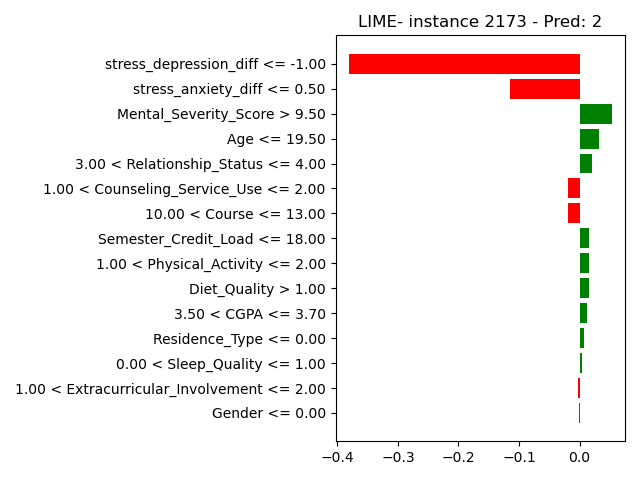 LIME- instance 2173 - Pred: 2
stress_depression_diff <= -1.00
stress_anxiety_diff <= 0.50
Mental_Severity_Score > 9.50
Age <= 19.50
3.00 < Relationship_Status <= 4.00
1.00 < Counseling_Service_Use <= 2.00
10.00 < Course <= 13.00
Semester_Credit_Load <= 18.00
1.00 < Physical_Activity <= 2.00
Diet_Quality > 1.00
3.50 < CGPA <= 3.70
Residence_Type <= 0.00
0.00 < Sleep_Quality <= 1.00
1.00 < Extracurricular_Involvement <= 2.00
Gender <= 0.00
−0.4 −0.3 −0.2 −0.1 0.0